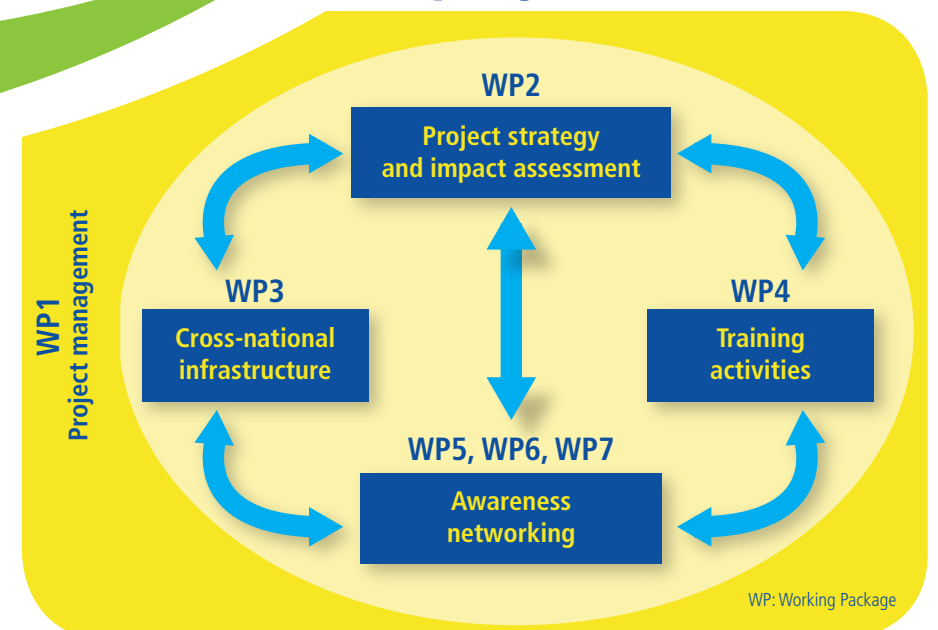 WP2
Project strategy
and impact assessment
WP1
Project management
WP3
Cross-national
infrastructure
WP4
Training
activities
WP5, WP6, WP7
Awareness
networking
WP: Working Package